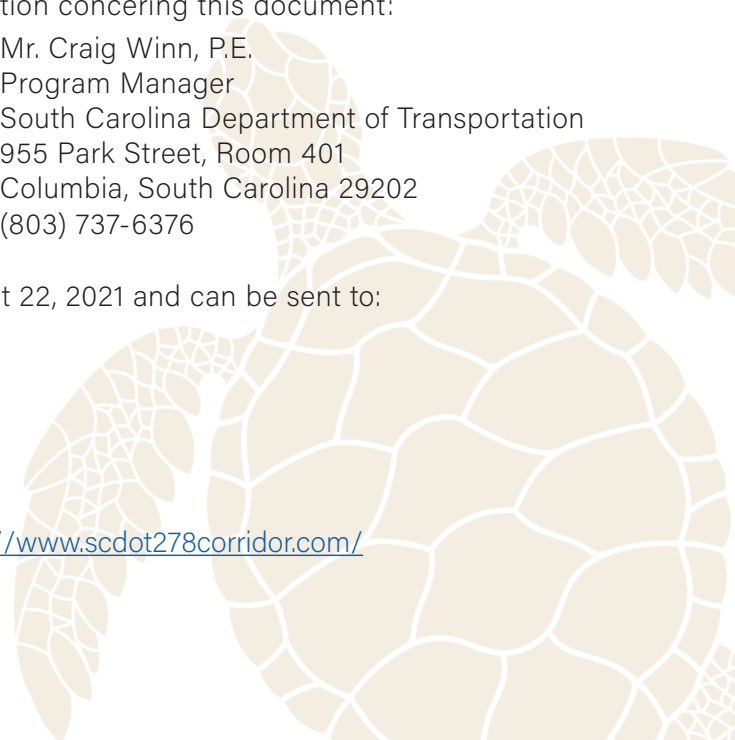 tion concering this document:
Mr. Craig Winn, P.E.
Program Manager
South Carolina Department of Transportation
955 Park Street, Room 401
Columbia, South Carolina 29202
(803) 737-6376
t 22, 2021 and can be sent to:
//www.scdot278corridor.com/